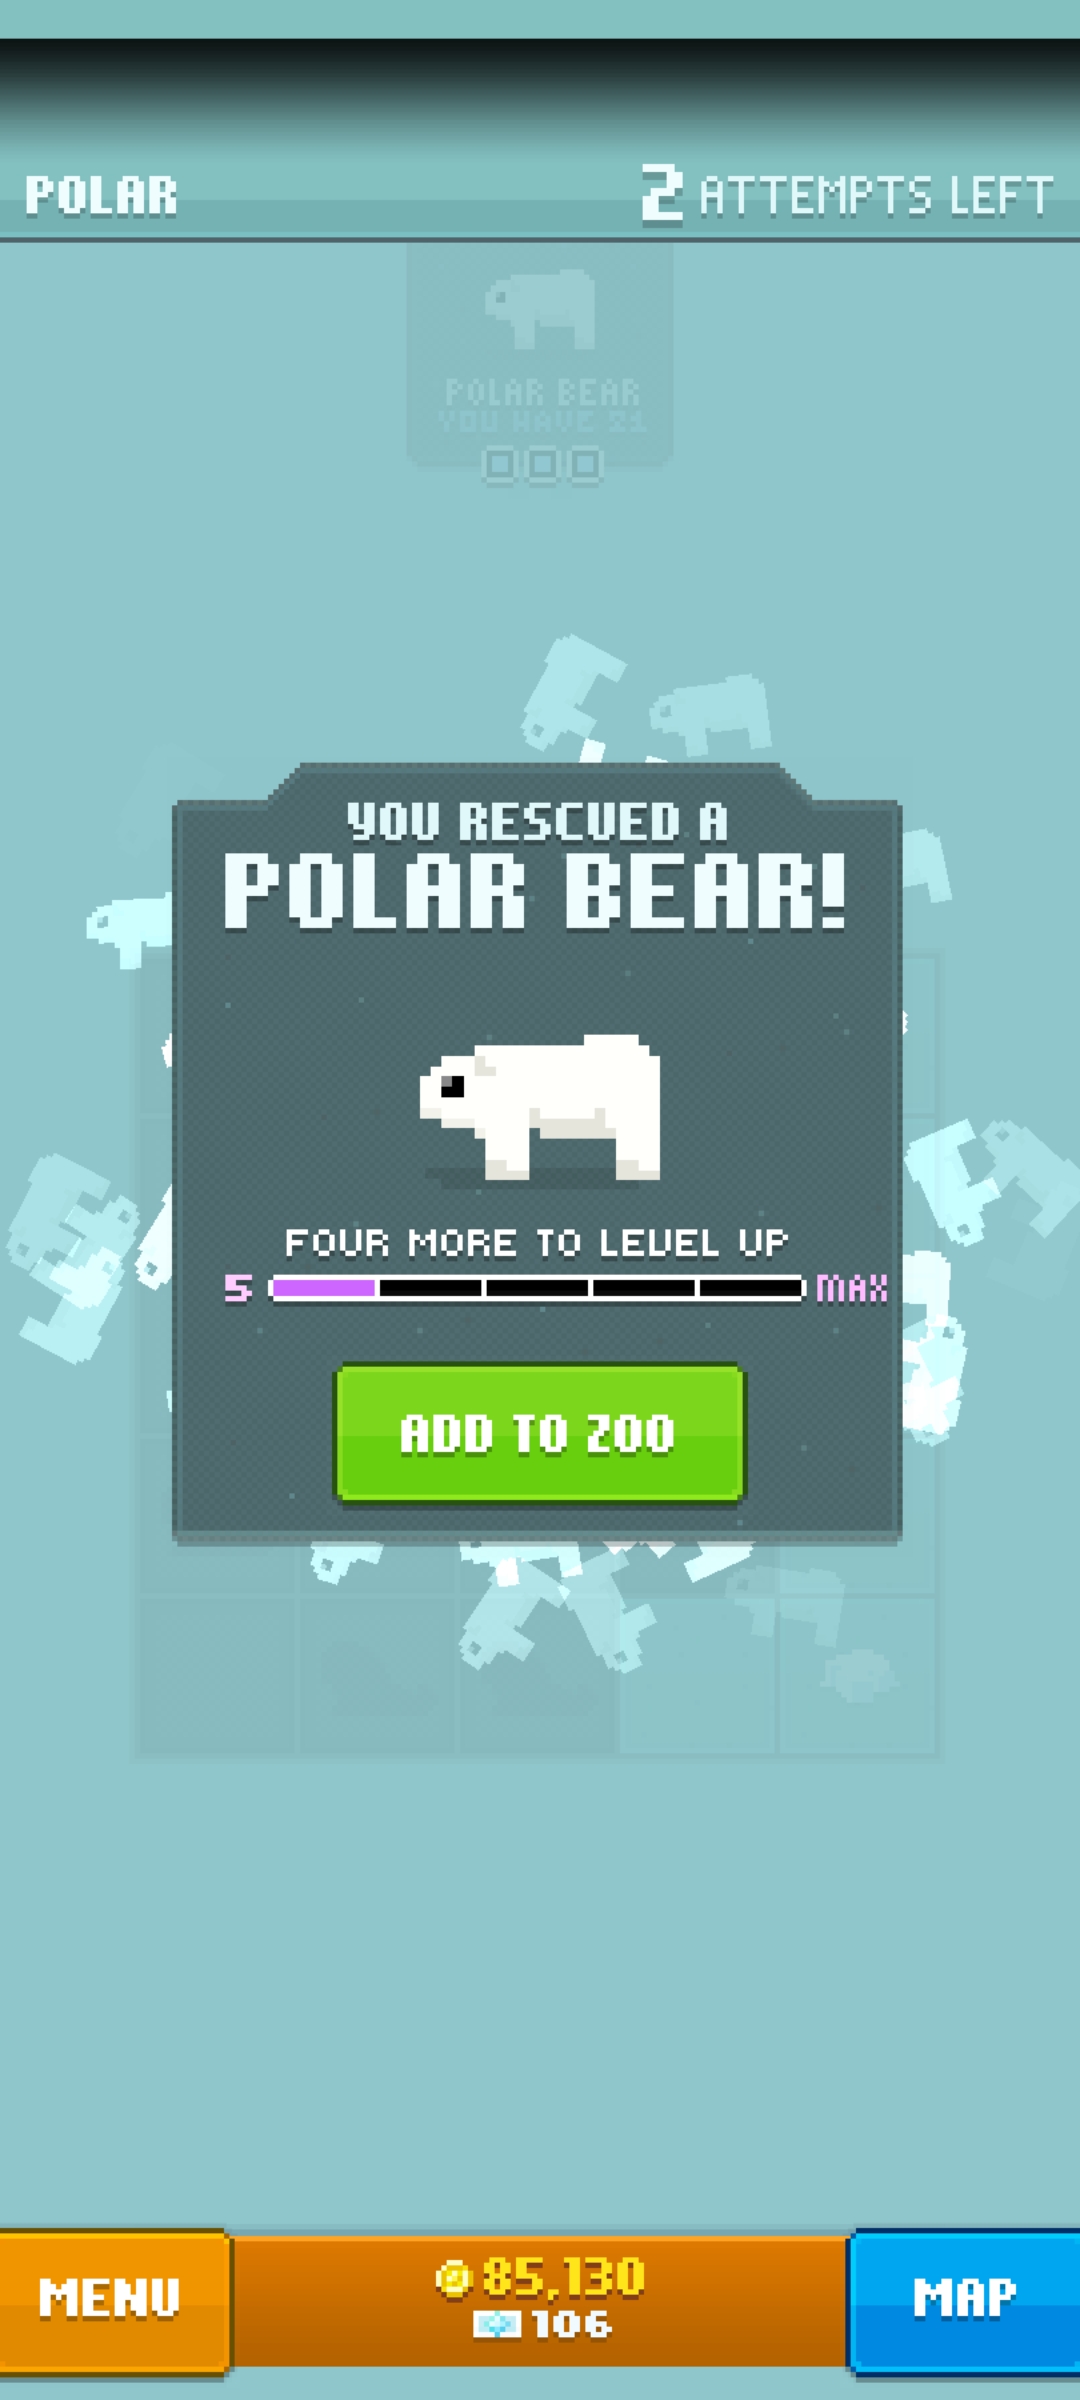 POLAR
2 ATTEMPTS LEFT
POLAR BEAR
YOU HAVE 21
YOU RESCUED A
POLAR BEAR!
FOUR MORE TO LEVEL UP
5 MAX
ADD TO ZOO
MENU
85,130
106
MAP